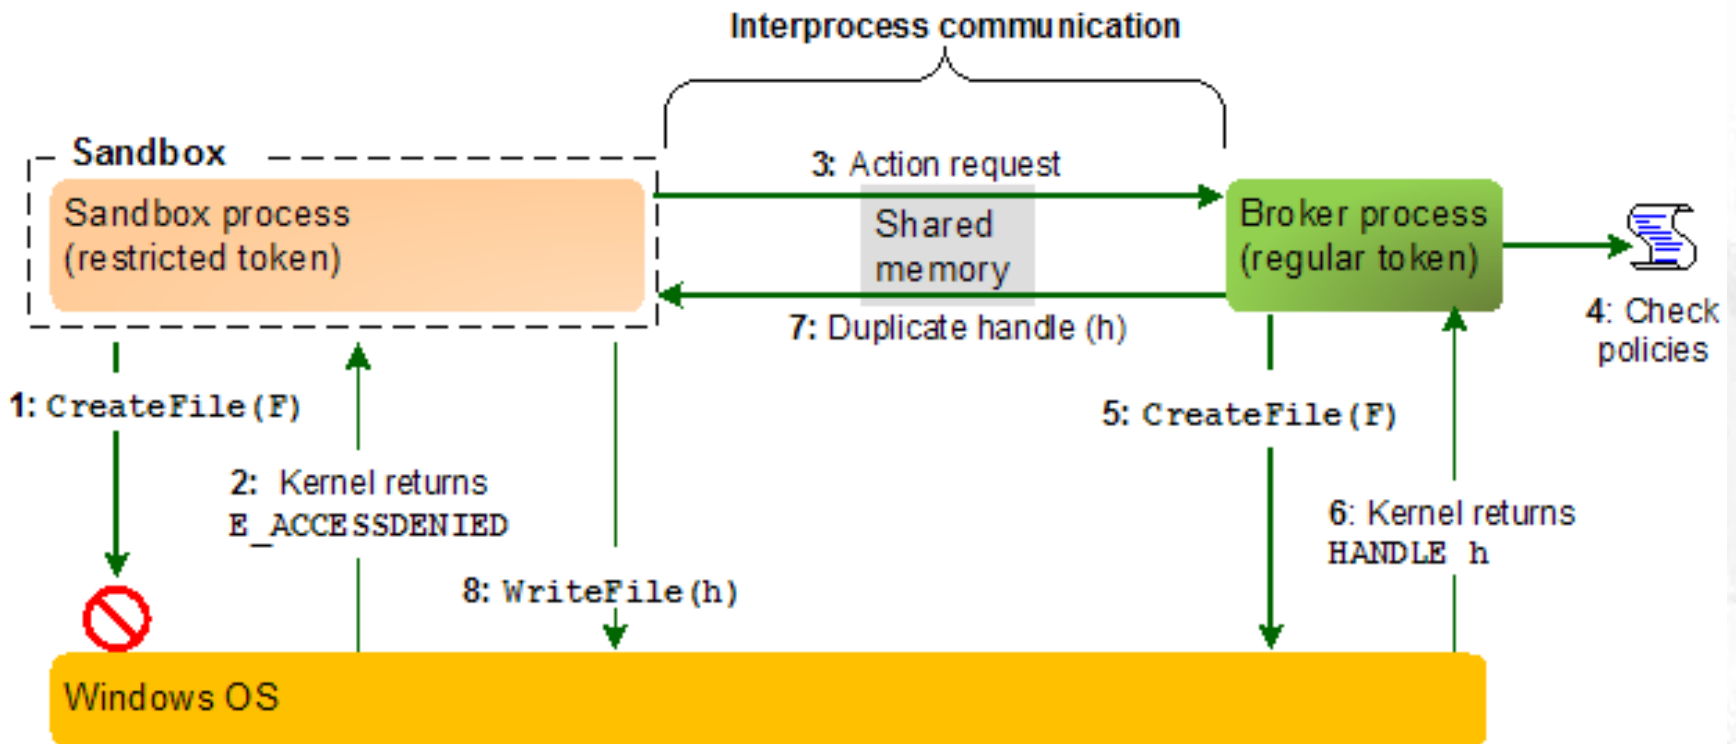 Interprocess communication
Sandbox
3: Action request
Sandbox process
(restricted token)
Shared
memory
Broker process
(regular token)
7: Duplicate handle (h)
4: Check
policies
1: CreateFile(F)
5: CreateFile(F)
2: Kernel returns
E_ACCESSDENIED
6: Kernel returns
HANDLE h
8: WriteFile(h)
Windows OS